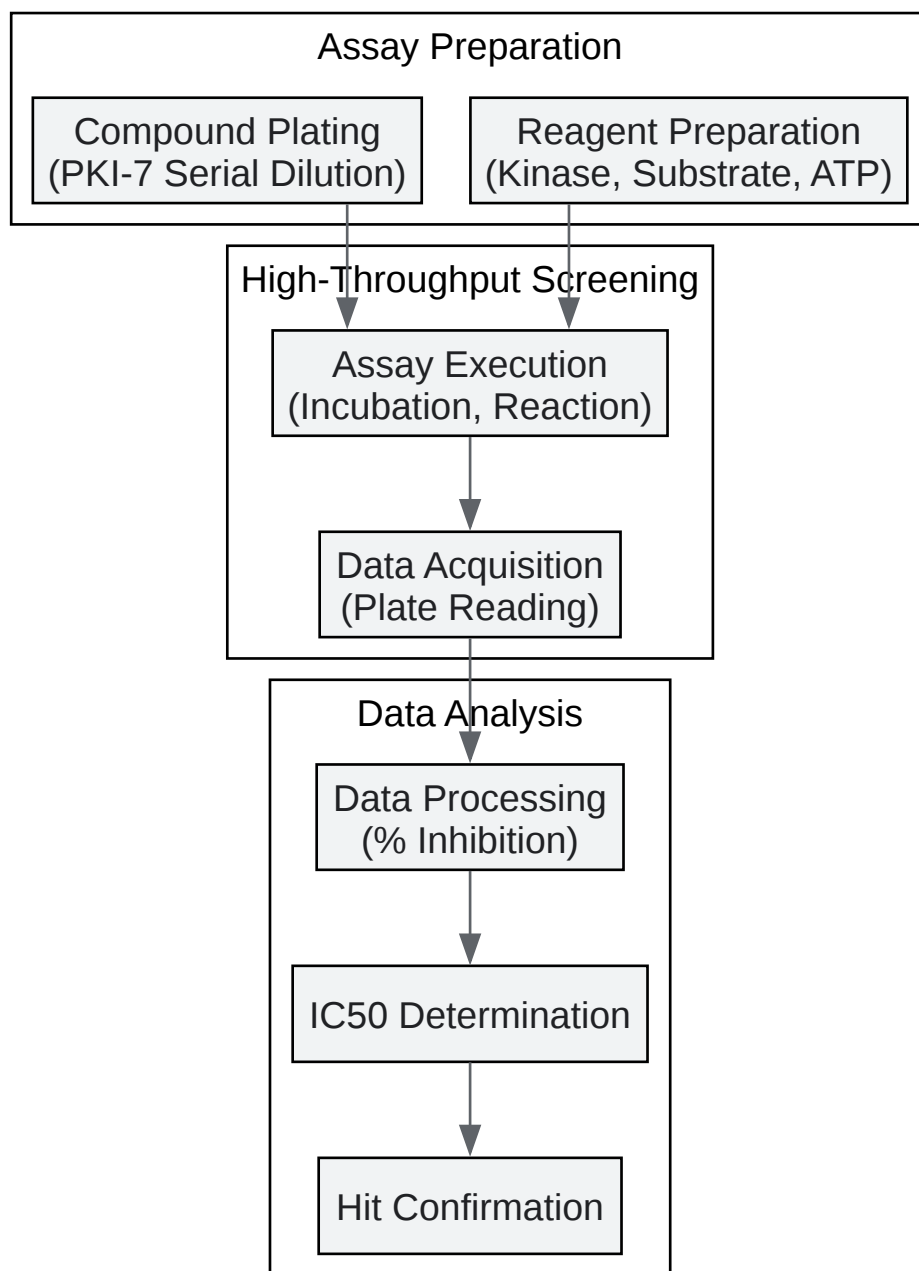 Assay Preparation
Compound Plating
(PKI-7 Serial Dilution)
Reagent Preparation
(Kinase, Substrate, ATP)
High-Throughput Screening
Assay Execution
(Incubation, Reaction)
Data Acquisition
(Plate Reading)
Data Analysis
Data Processing
(% Inhibition)
IC50 Determination
Hit Confirmation